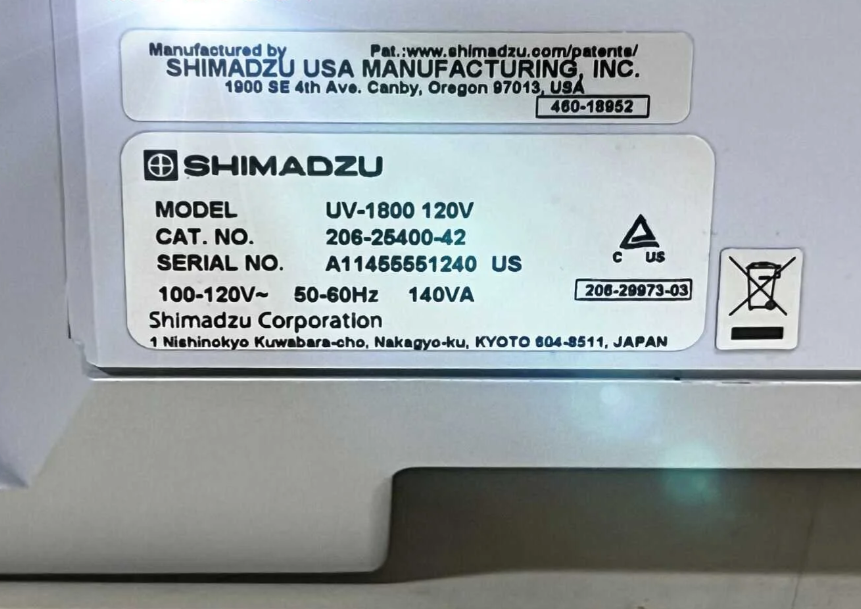 Manufactured by Pat.:www.shimadzu.com/patents/
SHIMADZU USA MANUFACTURING, INC.
1900 SE 4th Ave. Canby, Oregon 97013, USA
460-18952
SHIMADZU
MODEL UV-1800 120V
CAT. NO. 206-25400-42
SERIAL NO. A11455551240 US
C US
100-120V~ 50-60Hz 140VA
206-29973-03
Shimadzu Corporation
1 Nishinokyo Kuwabara-cho, Nakagyo-ku, KYOTO 604-8511, JAPAN